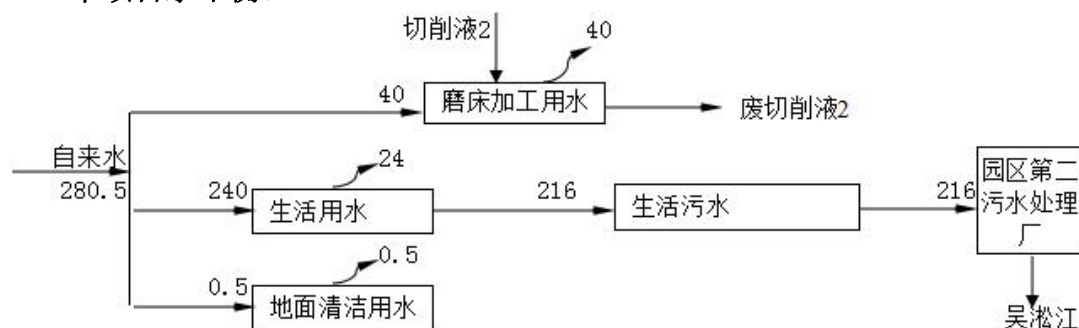 切削液2
40
40
磨床加工用水
废切削液2
自来水
280.5
24
240
生活用水
216
生活污水
216
园区第二
污水处理
厂
0.5
0.5
地面清洁用水
吴淞江